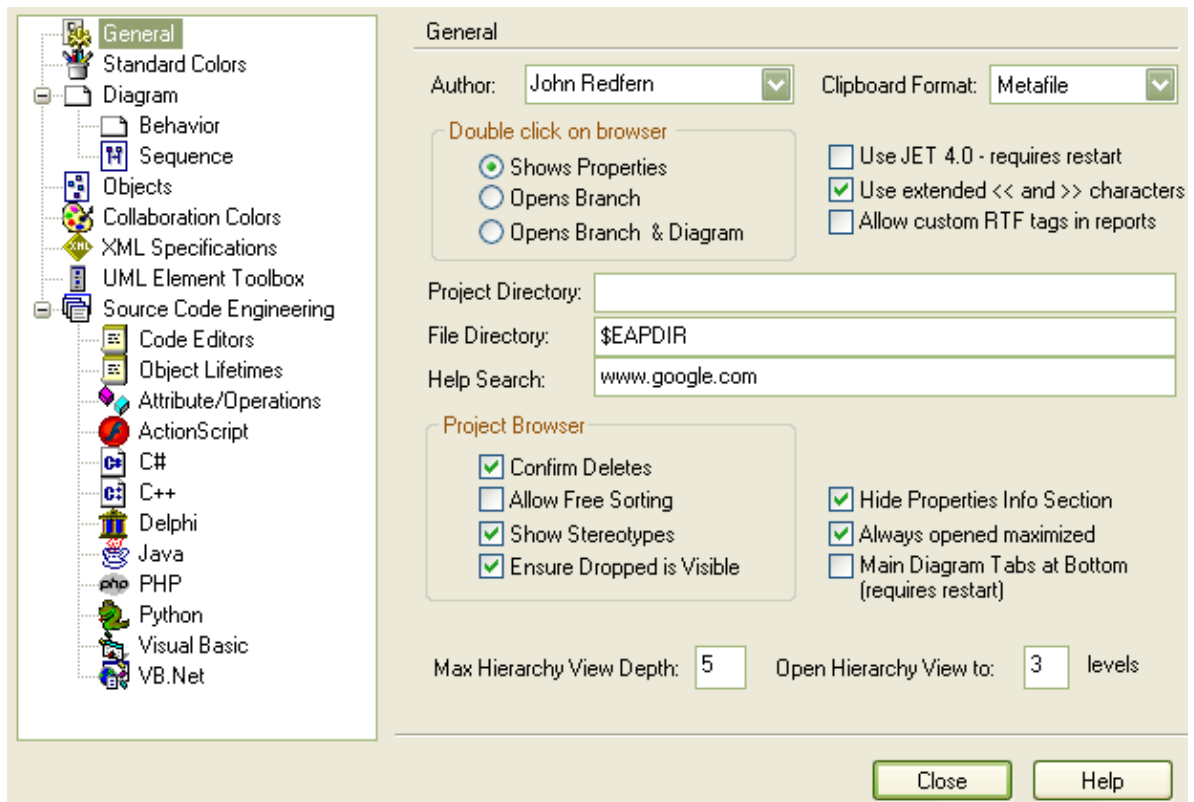 General
Standard Colors
Diagram
Behavior
Sequence
Objects
Collaboration Colors
XML Specifications
UML Element Toolbox
Source Code Engineering
Code Editors
Object Lifetimes
Attribute/Operations
ActionScript
C#
C++
Delphi
Java
php PHP
Python
Visual Basic
VB.Net
General
Author: John Redfern Clipboard Format: Metafile
Double click on browser
Shows Properties
Opens Branch
Opens Branch & Diagram
Use JET 4.0 - requires restart
Use extended << and >> characters
Allow custom RTF tags in reports
Project Directory:
File Directory: $EAPDIR
Help Search: www.google.com
Project Browser
Confirm Deletes
Allow Free Sorting
Show Stereotypes
Ensure Dropped is Visible
Hide Properties Info Section
Always opened maximized
Main Diagram Tabs at Bottom
(requires restart)
Max Hierarchy View Depth: 5 Open Hierarchy View to: 3 levels
Close Help